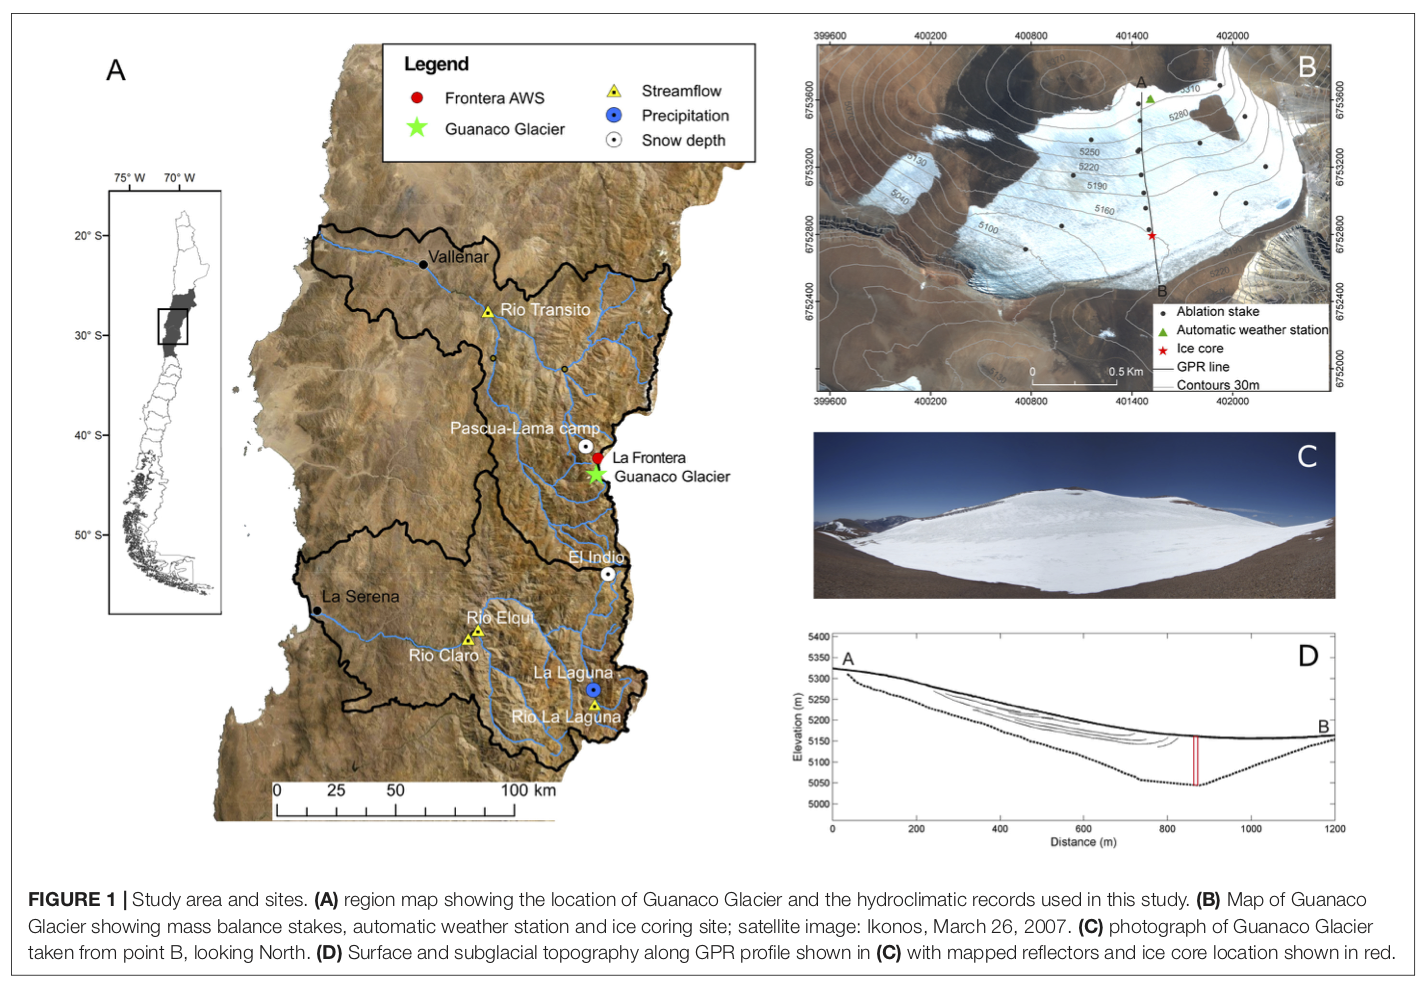 A
Legend
Frontera AWS
Guanaco Glacier
Streamflow
Precipitation
Snow depth
75° W
70° W
20° S
30° S
40° S
50° S
Vallenar
Rio Transito
Pascua-Lama camp
La Frontera
Guanaco Glacier
El Indio
La Serena
Rio Elqui
Rio Claro
La Laguna
Rio La Laguna
0 25 50 100 km
B
399600 400200 400800 401400 402000
6753600
6753200
6752800
6752400
6753600
6753200
6752800
6752400
6752000
A
5310
5280
5250
5220
5190
5160
5130
5100
5040
5220
B
Ablation stake
Automatic weather station
Ice core
GPR line
Contours 30m
0 0.5 Km
399600 400200 400800 401400 402000
C
D
A
B
Elevation (m)
5400
5350
5300
5250
5200
5150
5100
5050
5000
0 200 400 600 800 1000 1200
Distance (m)
FIGURE 1 | Study area and sites. (A) region map showing the location of Guanaco Glacier and the hydroclimatic records used in this study. (B) Map of Guanaco
Glacier showing mass balance stakes, automatic weather station and ice coring site; satellite image: Ikonos, March 26, 2007. (C) photograph of Guanaco Glacier
taken from point B, looking North. (D) Surface and subglacial topography along GPR profile shown in (C) with mapped reflectors and ice core location shown in red.